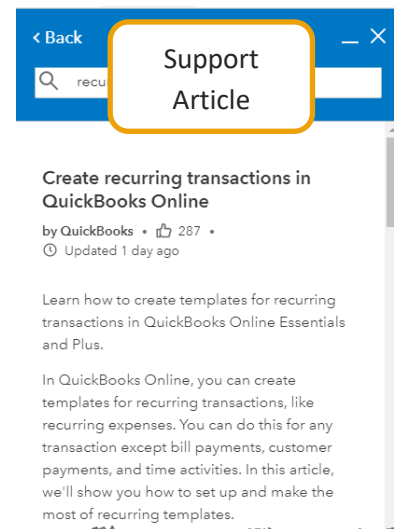 < Back
Support
Article
recu
Create recurring transactions in
QuickBooks Online
by QuickBooks • 287 •
Updated 1 day ago
Learn how to create templates for recurring
transactions in QuickBooks Online Essentials
and Plus.
In QuickBooks Online, you can create
templates for recurring transactions, like
recurring expenses. You can do this for any
transaction except bill payments, customer
payments, and time activities. In this article,
we'll show you how to set up and make the
most of recurring templates.